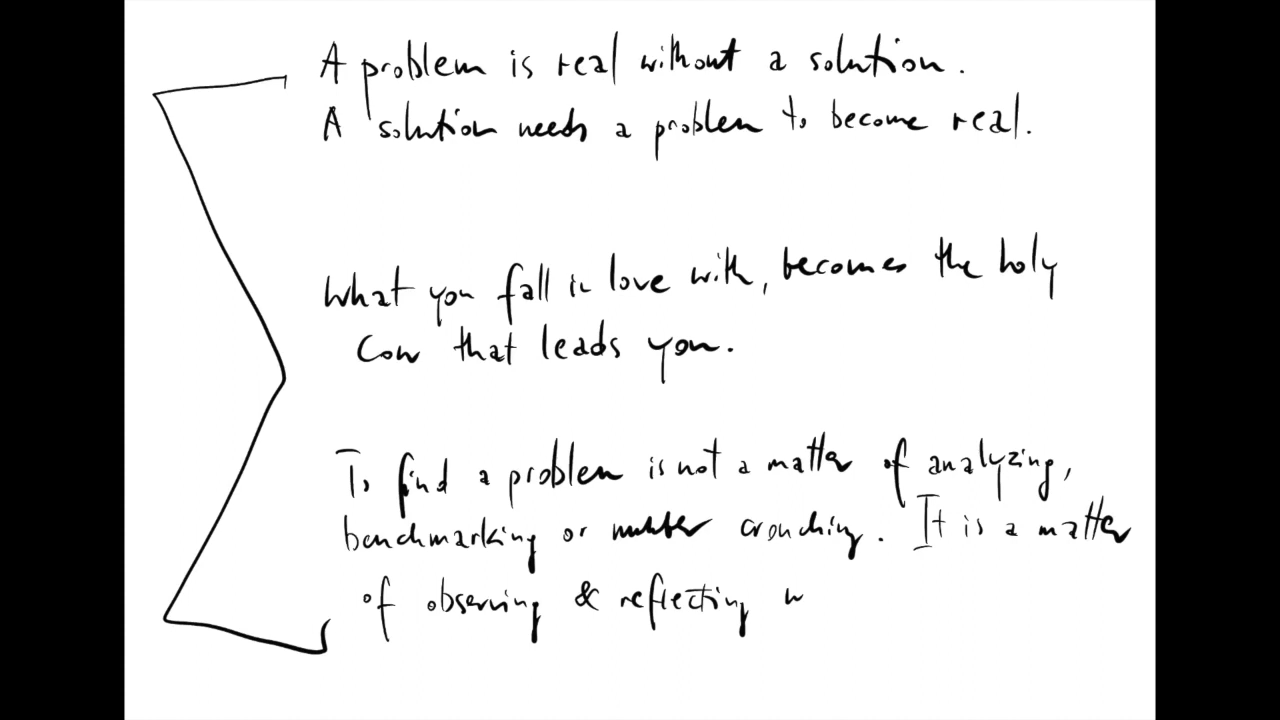 A problem is real without a solution.
A solution needs a problem to become real.
What you fall in love with, becomes the holy
Cow that leads you.
To find a problem is not a matter of analyzing,
benchmarking or number crouching. It is a matter
of observing & reflecting w